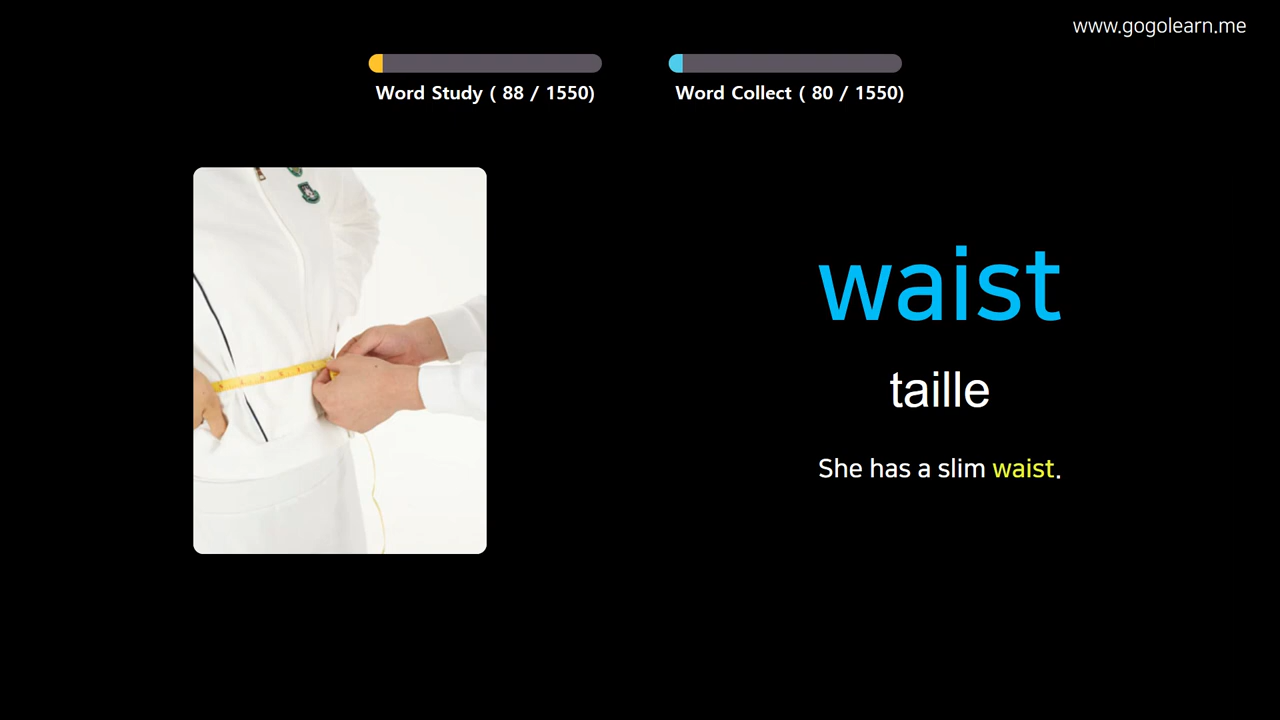 www.gogolearn.me
Word Study ( 88 / 1550)
Word Collect ( 80 / 1550)
waist
taille
She has a slim waist.